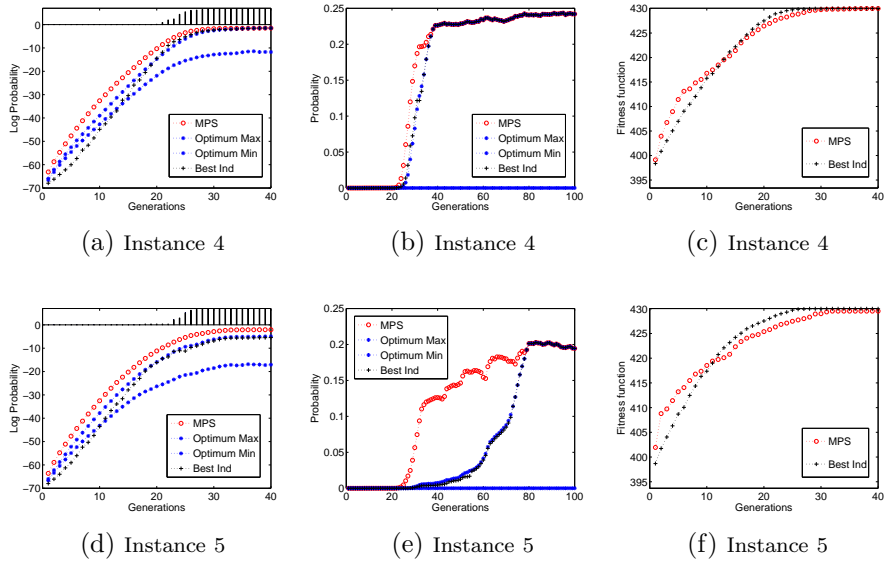 Log Probability
0
−10
−20
−30
−40
−50
−60
−70
0
10
20
30
40
Generations
MPS
Optimum Max
Optimum Min
Best Ind
(a) Instance 4
Probability
0.25
0.2
0.15
0.1
0.05
0
0
20
40
60
80
100
Generations
MPS
Optimum Max
Optimum Min
Best Ind
(b) Instance 4
Fitness function
430
425
420
415
410
405
400
395
0
10
20
30
40
Generations
MPS
Best Ind
(c) Instance 4
Log Probability
0
−10
−20
−30
−40
−50
−60
−70
0
10
20
30
40
Generations
MPS
Optimum Max
Optimum Min
Best Ind
(d) Instance 5
Probability
0.25
0.2
0.15
0.1
0.05
0
0
20
40
60
80
100
Generations
MPS
Optimum Max
Optimum Min
Best Ind
(e) Instance 5
Fitness function
430
425
420
415
410
405
400
395
0
10
20
30
40
Generations
MPS
Best Ind
(f) Instance 5